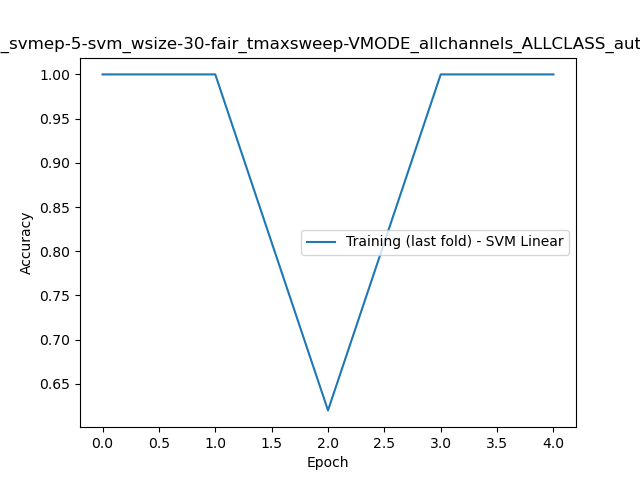 _svmep-5-svm_wsize-30-fair_tmaxsweep-VMODE_allchannels_ALLCLASS_aut
1.00
0.95
0.90
0.85
0.80
0.75
0.70
0.65
Accuracy
Training (last fold) - SVM Linear
0.0 0.5 1.0 1.5 2.0 2.5 3.0 3.5 4.0
Epoch